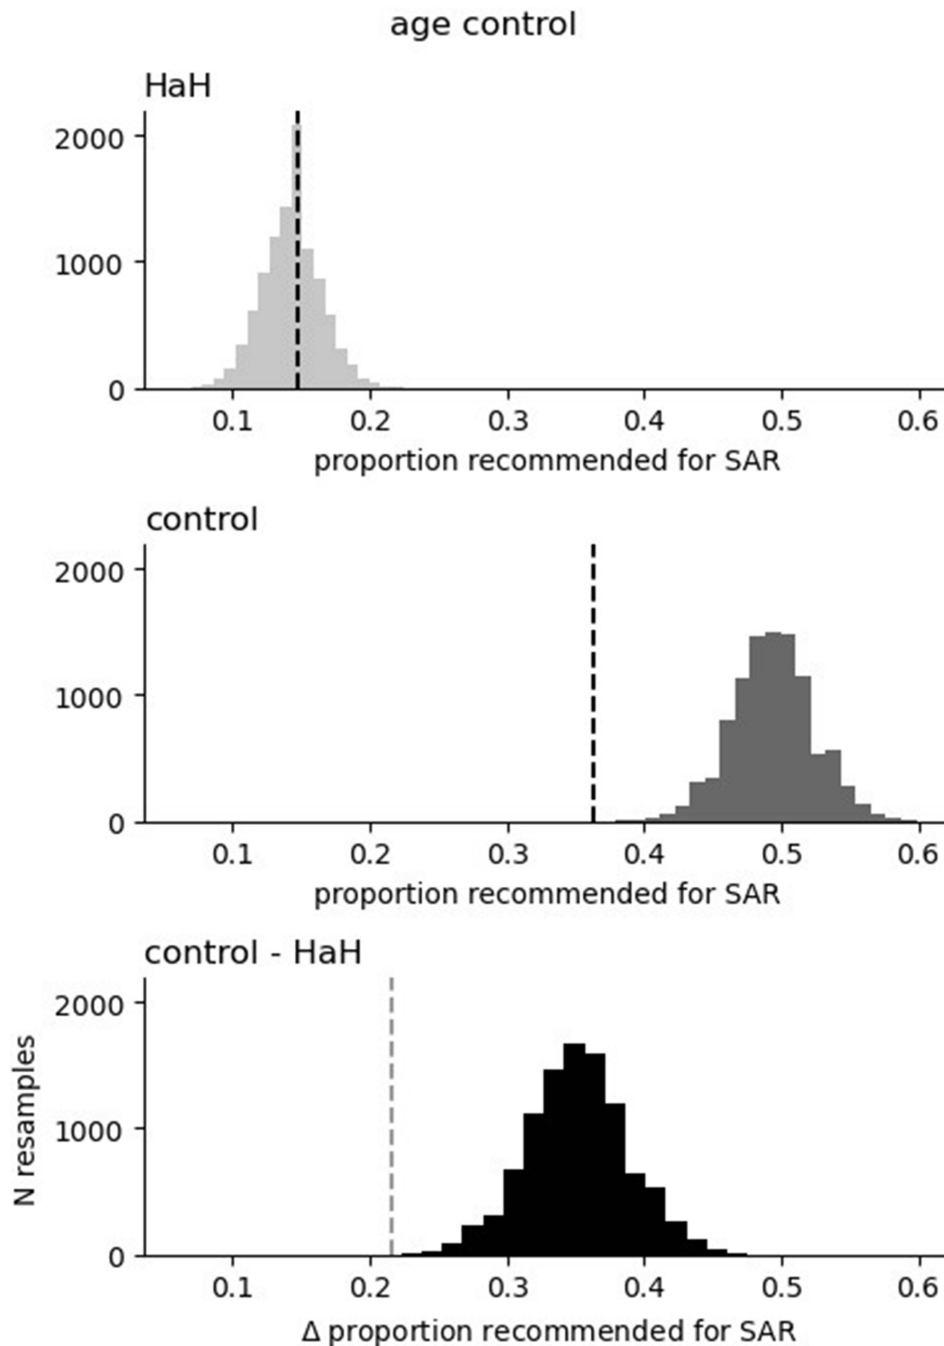 age control
HaH
2000
1000
0
0.1 0.2 0.3 0.4 0.5 0.6
proportion recommended for SAR
control
2000
1000
0
0.1 0.2 0.3 0.4 0.5 0.6
proportion recommended for SAR
control - HaH
N resamples
2000
1000
0
0.1 0.2 0.3 0.4 0.5 0.6
Δ proportion recommended for SAR